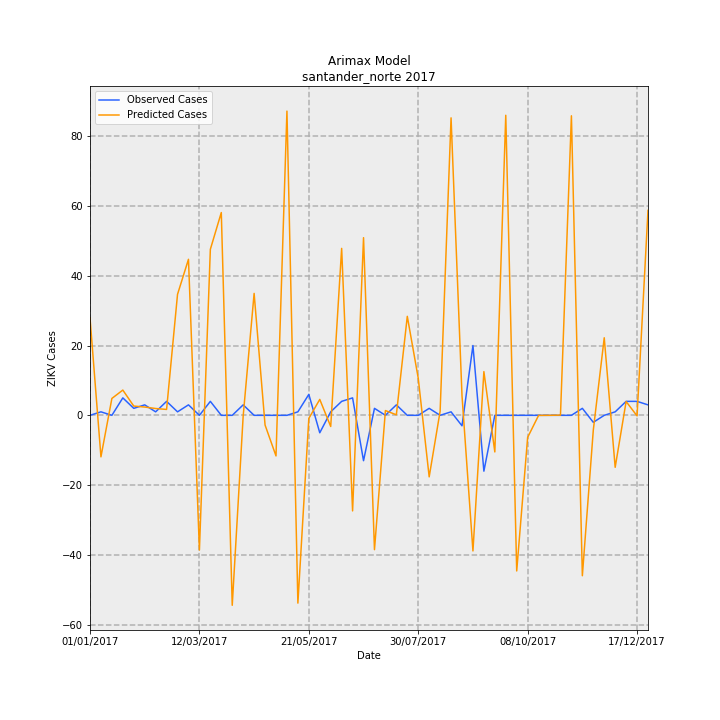 Arimax Model
santander_norte 2017
Observed Cases
Predicted Cases
80
60
40
20
0
−20
−40
−60
ZIKV Cases
01/01/2017
12/03/2017
21/05/2017
30/07/2017
08/10/2017
17/12/2017
Date